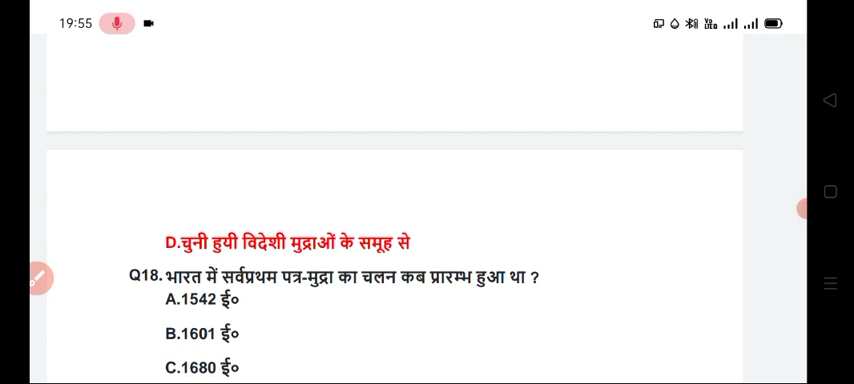 19:55
D.चुनी हुयी विदेशी मुद्राओं के समूह से
Q18. भारत में सर्वप्रथम पत्र-मुद्रा का चलन कब प्रारम्भ हुआ था ?
A.1542 ई०
B.1601 ई०
C.1680 ई०